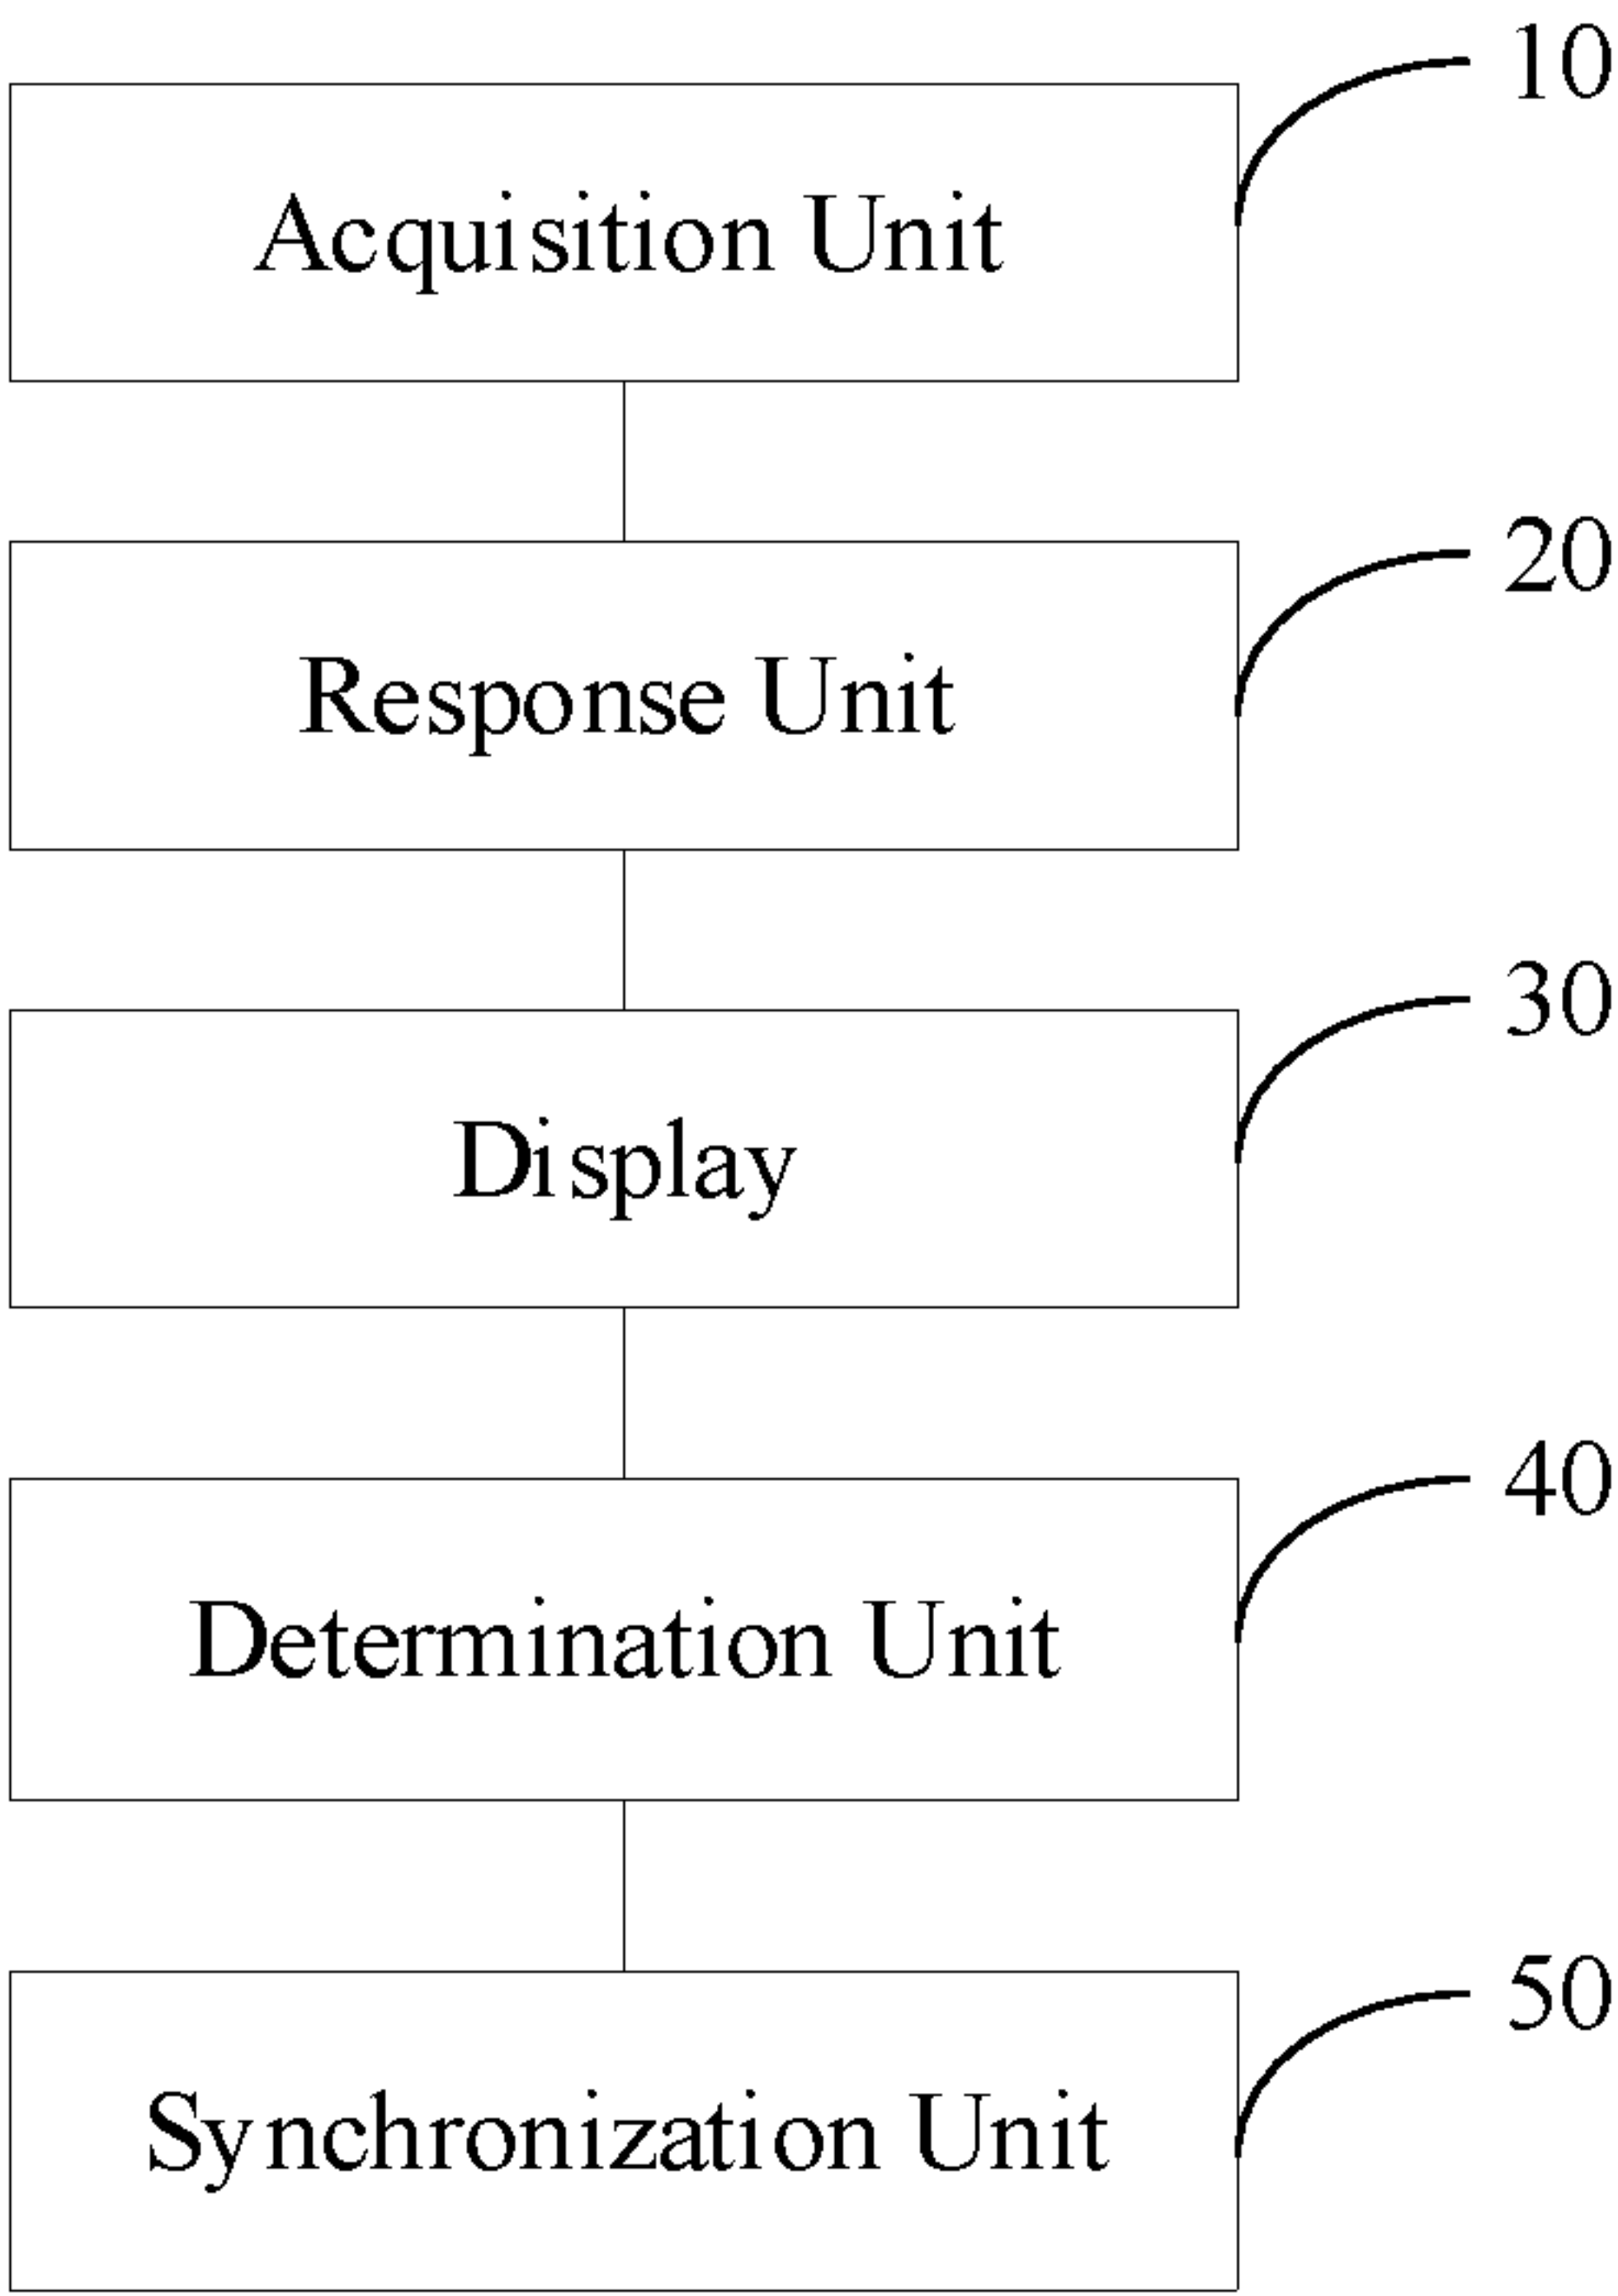 10
Acquisition Unit
20
Response Unit
30
Display
40
Determination Unit
50
Synchronization Unit